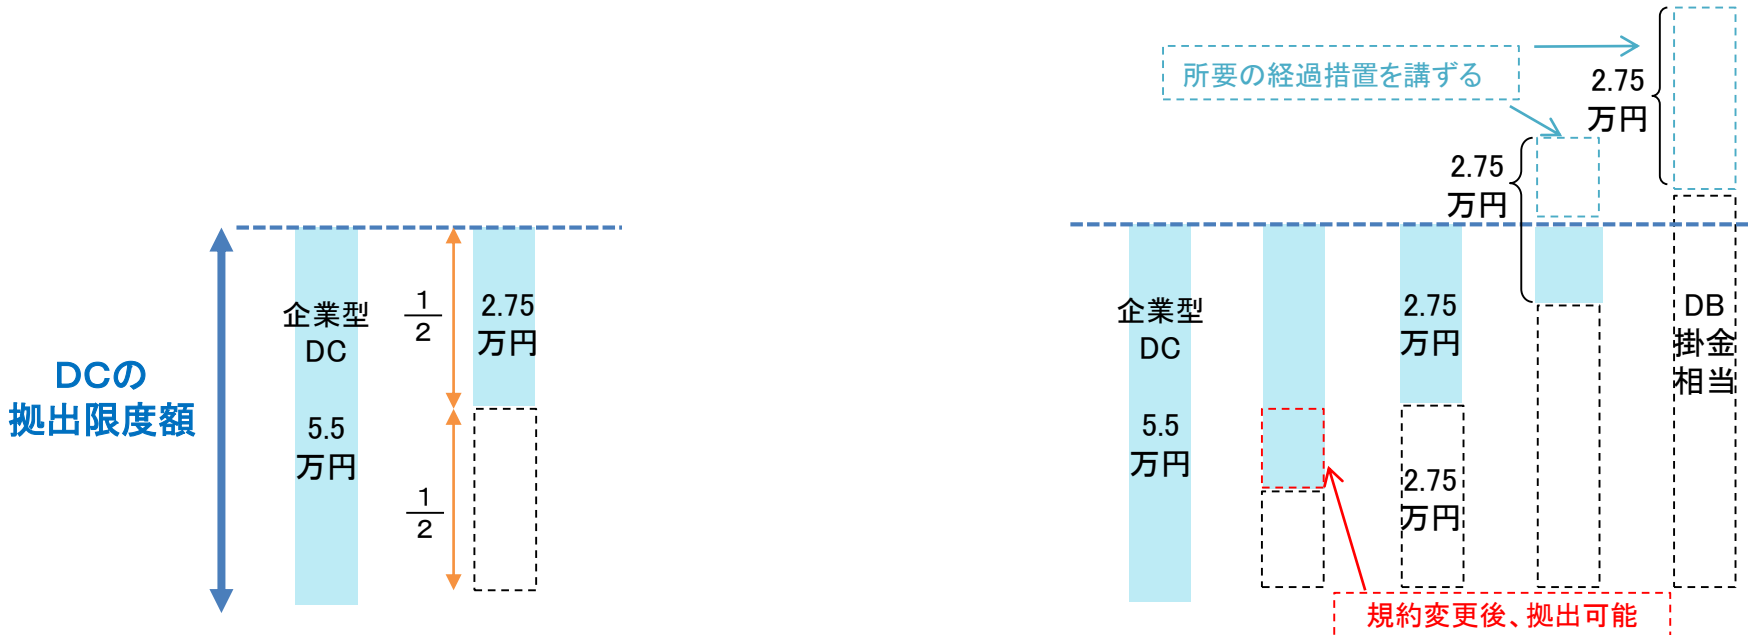 DCの
拠出限度額
企業型
DC
5.5
万円
1
2
1
2
2.75
万円
所要の経過措置を講ずる
2.75
万円
2.75
万円
企業型
DC
5.5
万円
2.75
万円
2.75
万円
DB
掛金
相当
規約変更後、拠出可能